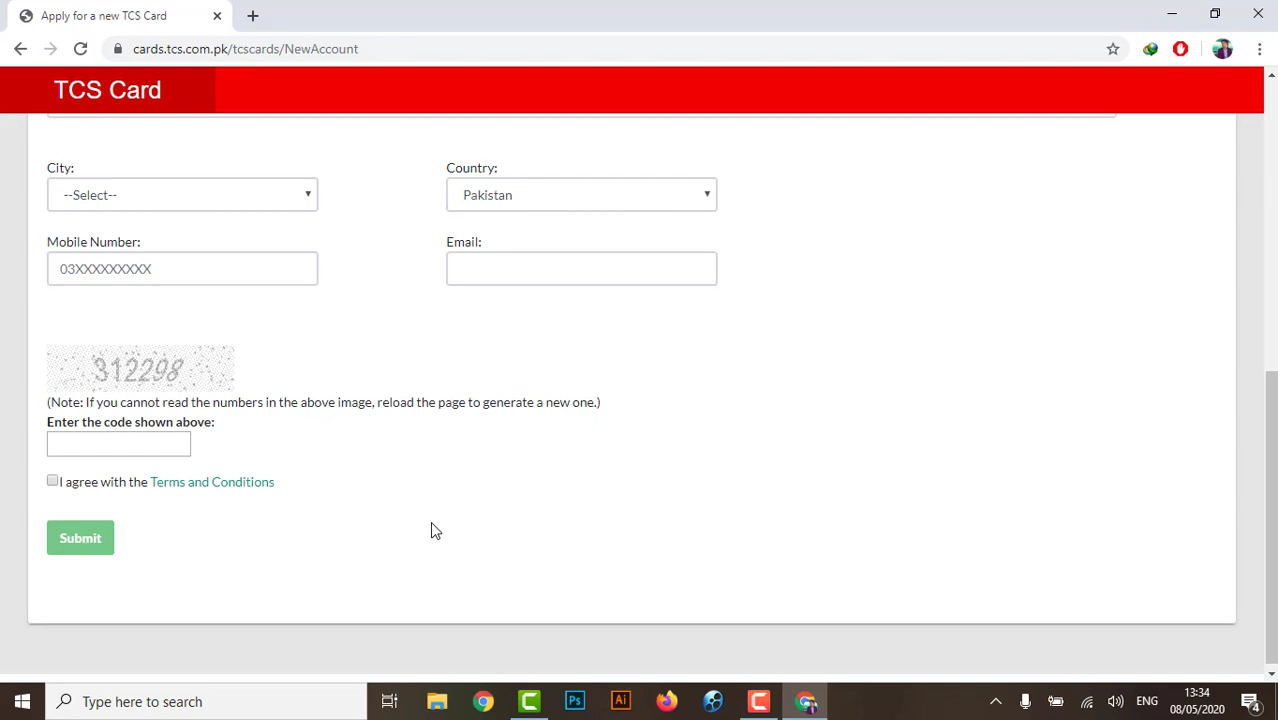 Apply for a new TCS Card
cards.tcs.com.pk/tcscards/NewAccount
TCS Card
City:
Country:
--Select--
Pakistan
Mobile Number:
Email:
03XXXXXXXXX
312298
(Note: If you cannot read the numbers in the above image, reload the page to generate a new one.)
Enter the code shown above:
I agree with the Terms and Conditions
Submit
Type here to search
Ps
Ai
ENG
13:34
08/05/2020
4